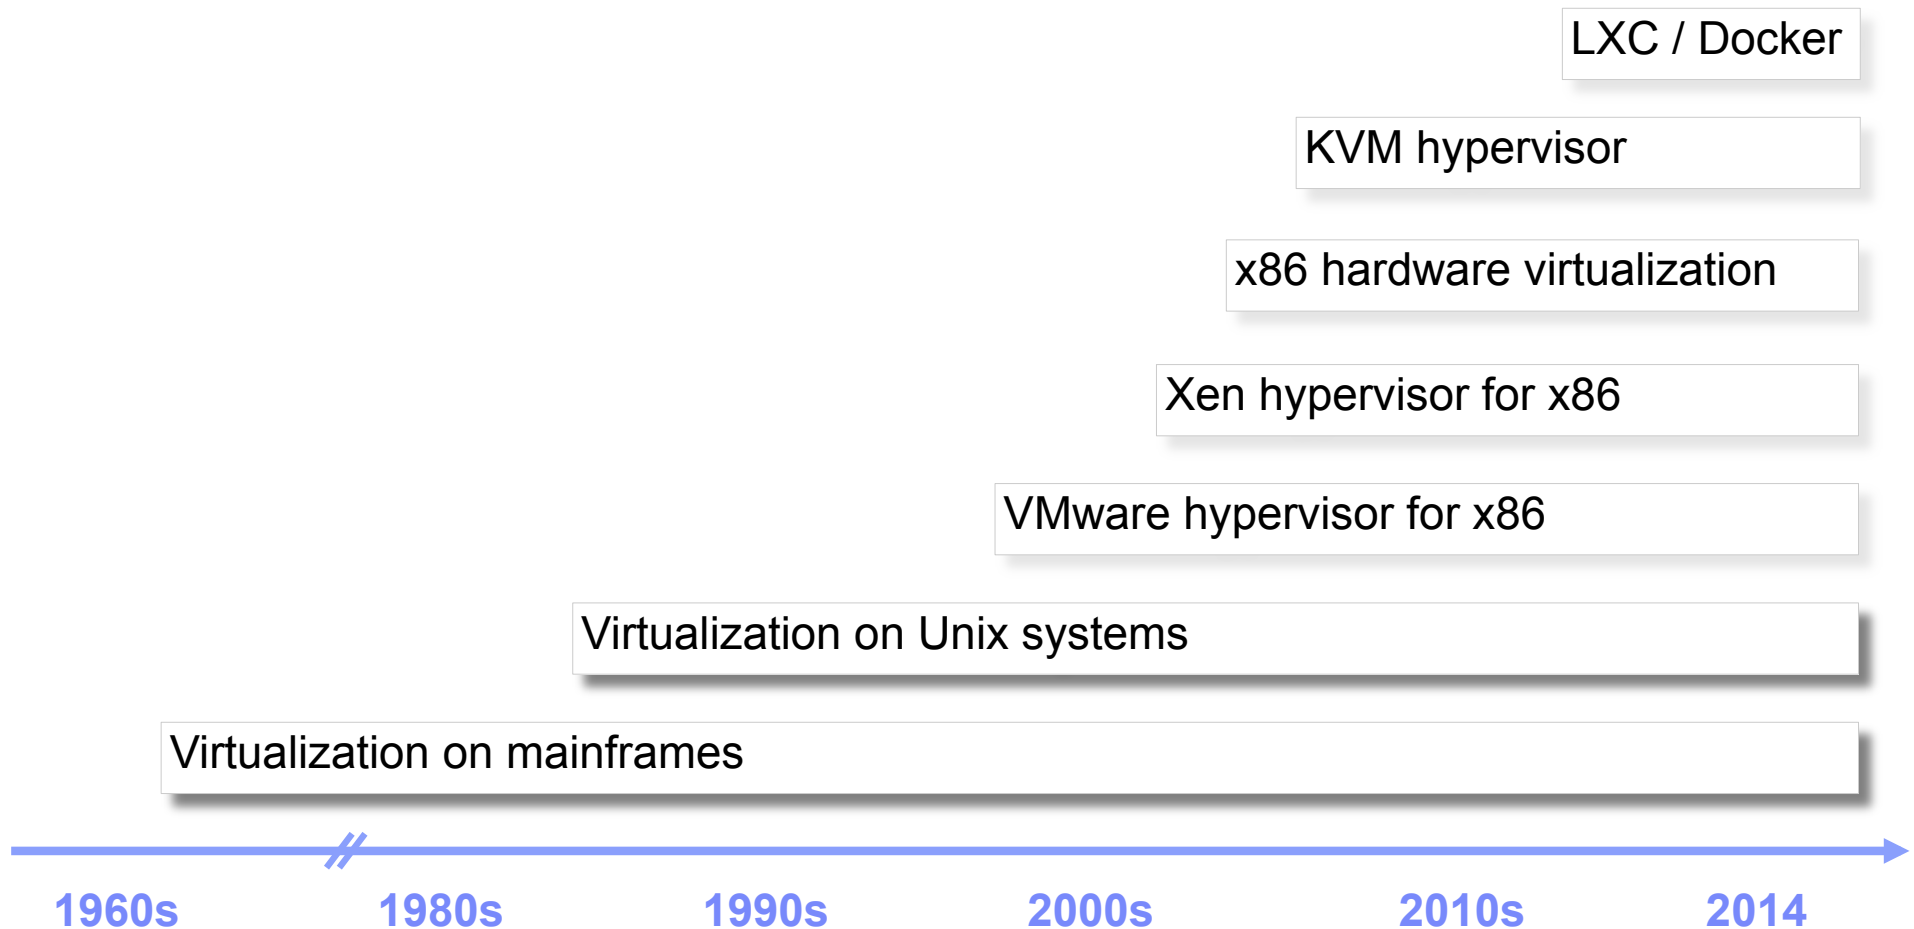 LXC / Docker
KVM hypervisor
x86 hardware virtualization
Xen hypervisor for x86
VMware hypervisor for x86
Virtualization on Unix systems
Virtualization on mainframes
1960s 1980s 1990s 2000s 2010s 2014